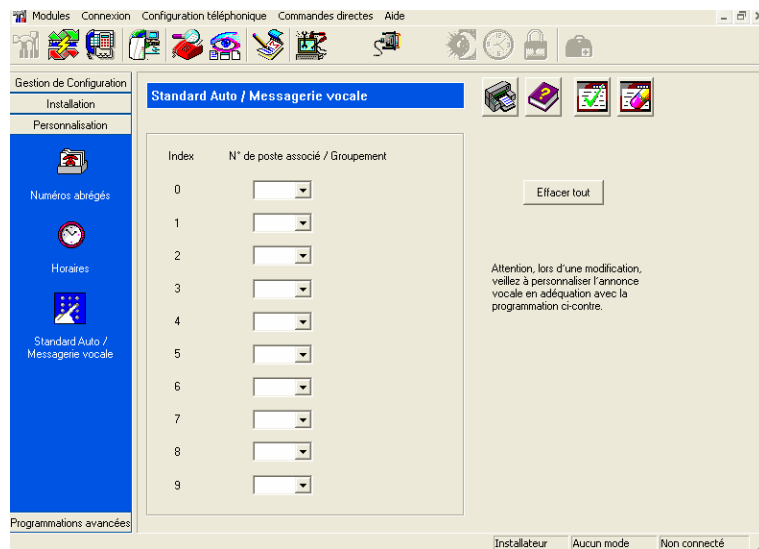 Modules Connexion Configuration téléphonique Commandes directes Aide
Gestion de Configuration
Installation
Personnalisation
Numéros abrégés
Horaires
Standard Auto /
Messagerie vocale
Programmations avancées
Standard Auto / Messagerie vocale
Index N° de poste associé / Groupement
0
1
2
3
4
5
6
7
8
9
Effacer tout
Attention, lors d'une modification,
veillez à personnaliser l'annonce
vocale en adéquation avec la
programmation ci-contre.
Installateur Aucun mode Non connecté